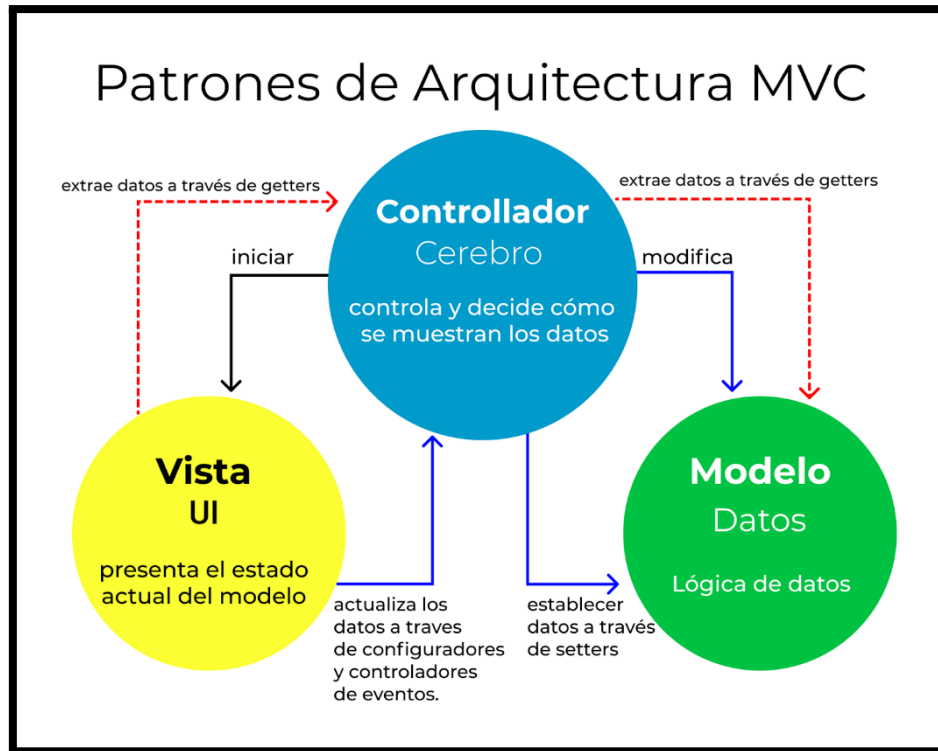 Patrones de Arquitectura MVC
extrae datos a través de getters
extrae datos a través de getters
Controllador
Cerebro
controla y decide cómo
se muestran los datos
iniciar
modifica
Vista
UI
presenta el estado
actual del modelo
Modelo
Datos
Lógica de datos
actualiza los
datos a traves
de configuradores
y controladores
de eventos.
establecer
datos a través
de setters